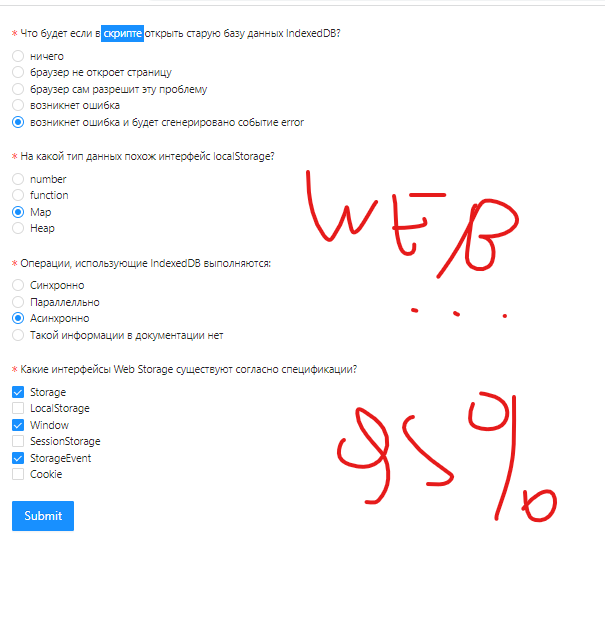 * Что будет если в скрипте открыть старую базу данных IndexedDB?
ничего
браузер не откроет страницу
браузер сам разрешит эту проблему
возникнет ошибка
возникнет ошибка и будет сгенерировано событие error
* На какой тип данных похож интерфейс localStorage?
number
function
Map
Heap
WEB
...
* Операции, использующие IndexedDB выполняются:
Синхронно
Параллелльно
Асинхронно
Такой информации в документации нет
* Какие интерфейсы Web Storage существуют согласно спецификации?
Storage
LocalStorage
Window
SessionStorage
StorageEvent
Cookie
95%
Submit